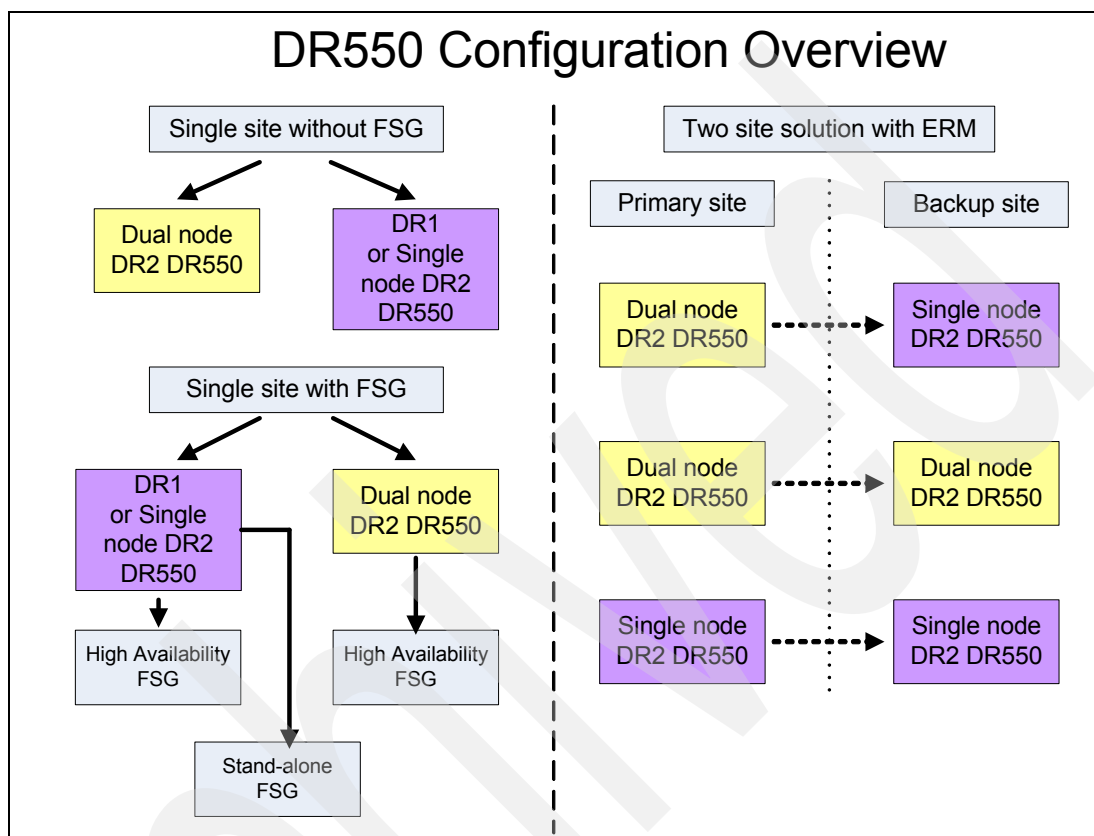 DR550 Configuration Overview
Single site without FSG
Dual node
DR2 DR550
DR1
or Single
node DR2
DR550
Single site with FSG
DR1
or Single
node DR2
DR550
Dual node
DR2 DR550
High Availability
FSG
High Availability
FSG
Stand-alone
FSG
Two site solution with ERM
Primary site
Backup site
Dual node
DR2 DR550
Single node
DR2 DR550
Dual node
DR2 DR550
Dual node
DR2 DR550
Single node
DR2 DR550
Single node
DR2 DR550